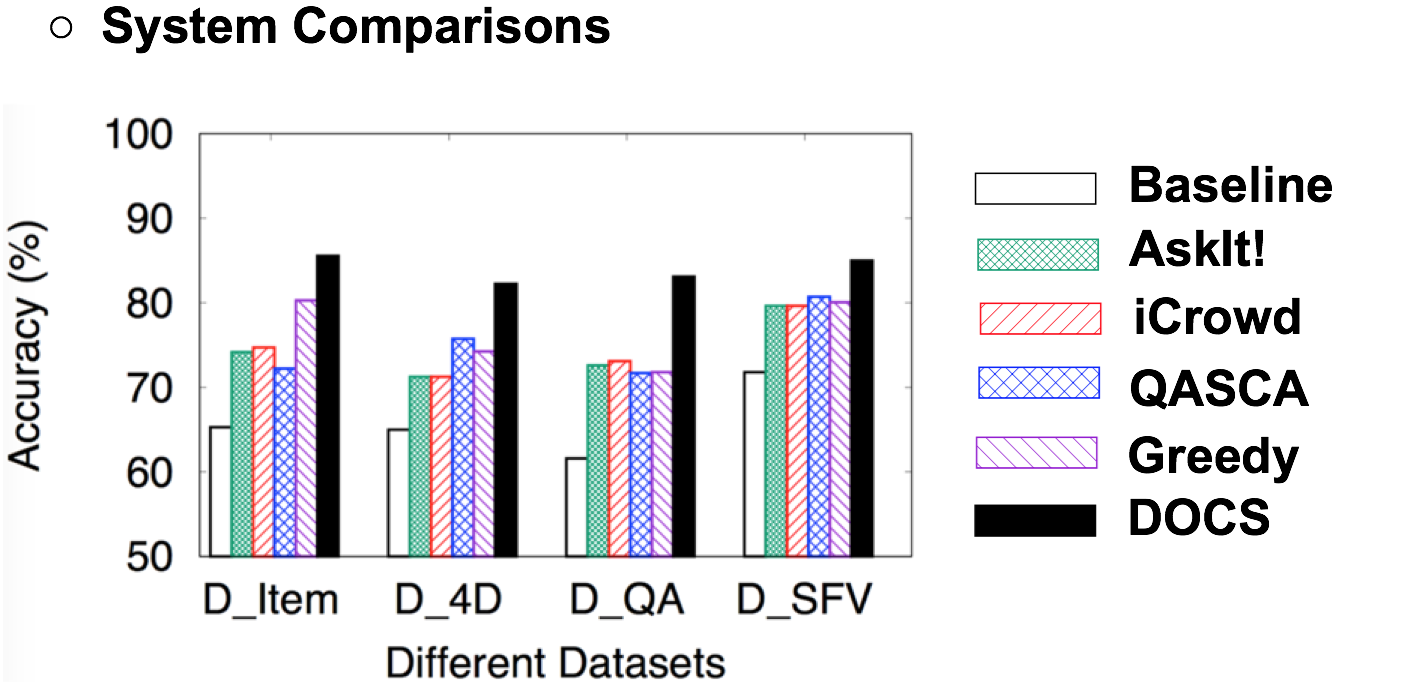 ○ System Comparisons
100
90
80
70
60
50
Accuracy (%)
D_Item D_4D D_QA D_SFV
Different Datasets
Baseline
AskIt!
iCrowd
QASCA
Greedy
DOCS